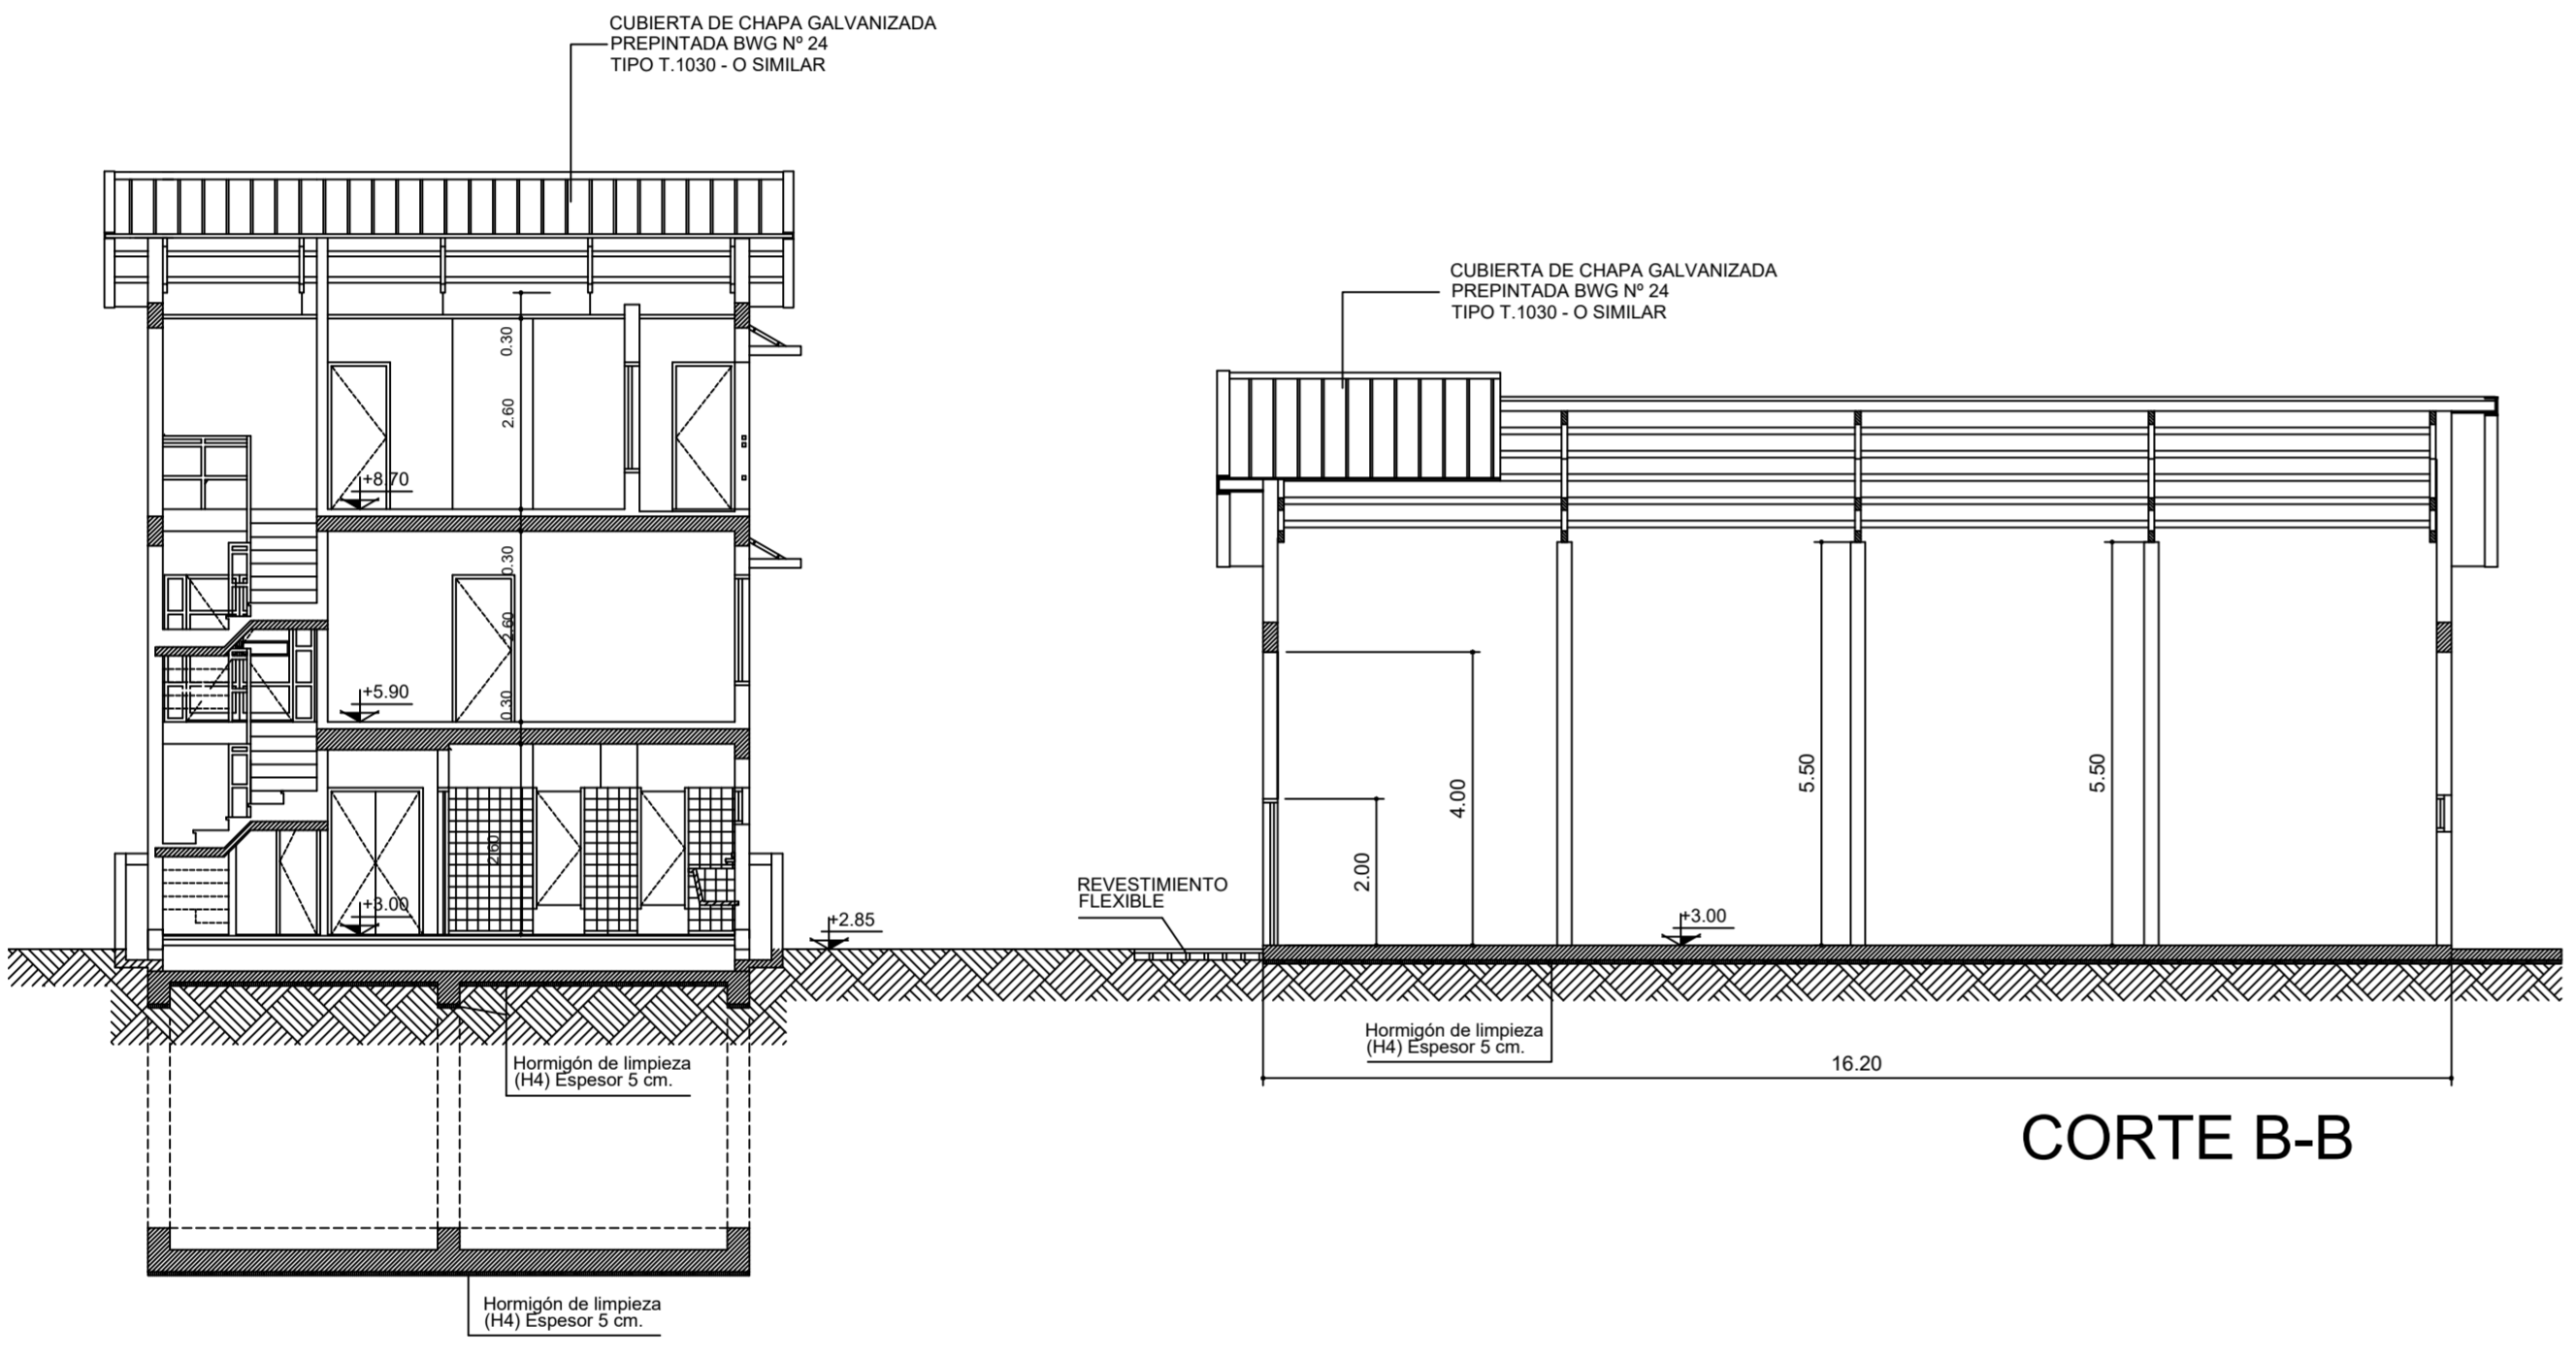 CUBIERTA DE CHAPA GALVANIZADA
PREPINTADA BWG Nº 24
TIPO T.1030 - O SIMILAR
CUBIERTA DE CHAPA GALVANIZADA
PREPINTADA BWG Nº 24
TIPO T.1030 - O SIMILAR
0.30
2.60
+8.70
0.30
2.60
+5.90
0.30
2.60
+3.00
+2.85
REVESTIMIENTO
FLEXIBLE
2.00
4.00
5.50
5.50
+3.00
Hormigón de limpieza
(H4) Espesor 5 cm.
Hormigón de limpieza
(H4) Espesor 5 cm.
16.20
CORTE B-B
Hormigón de limpieza
(H4) Espesor 5 cm.